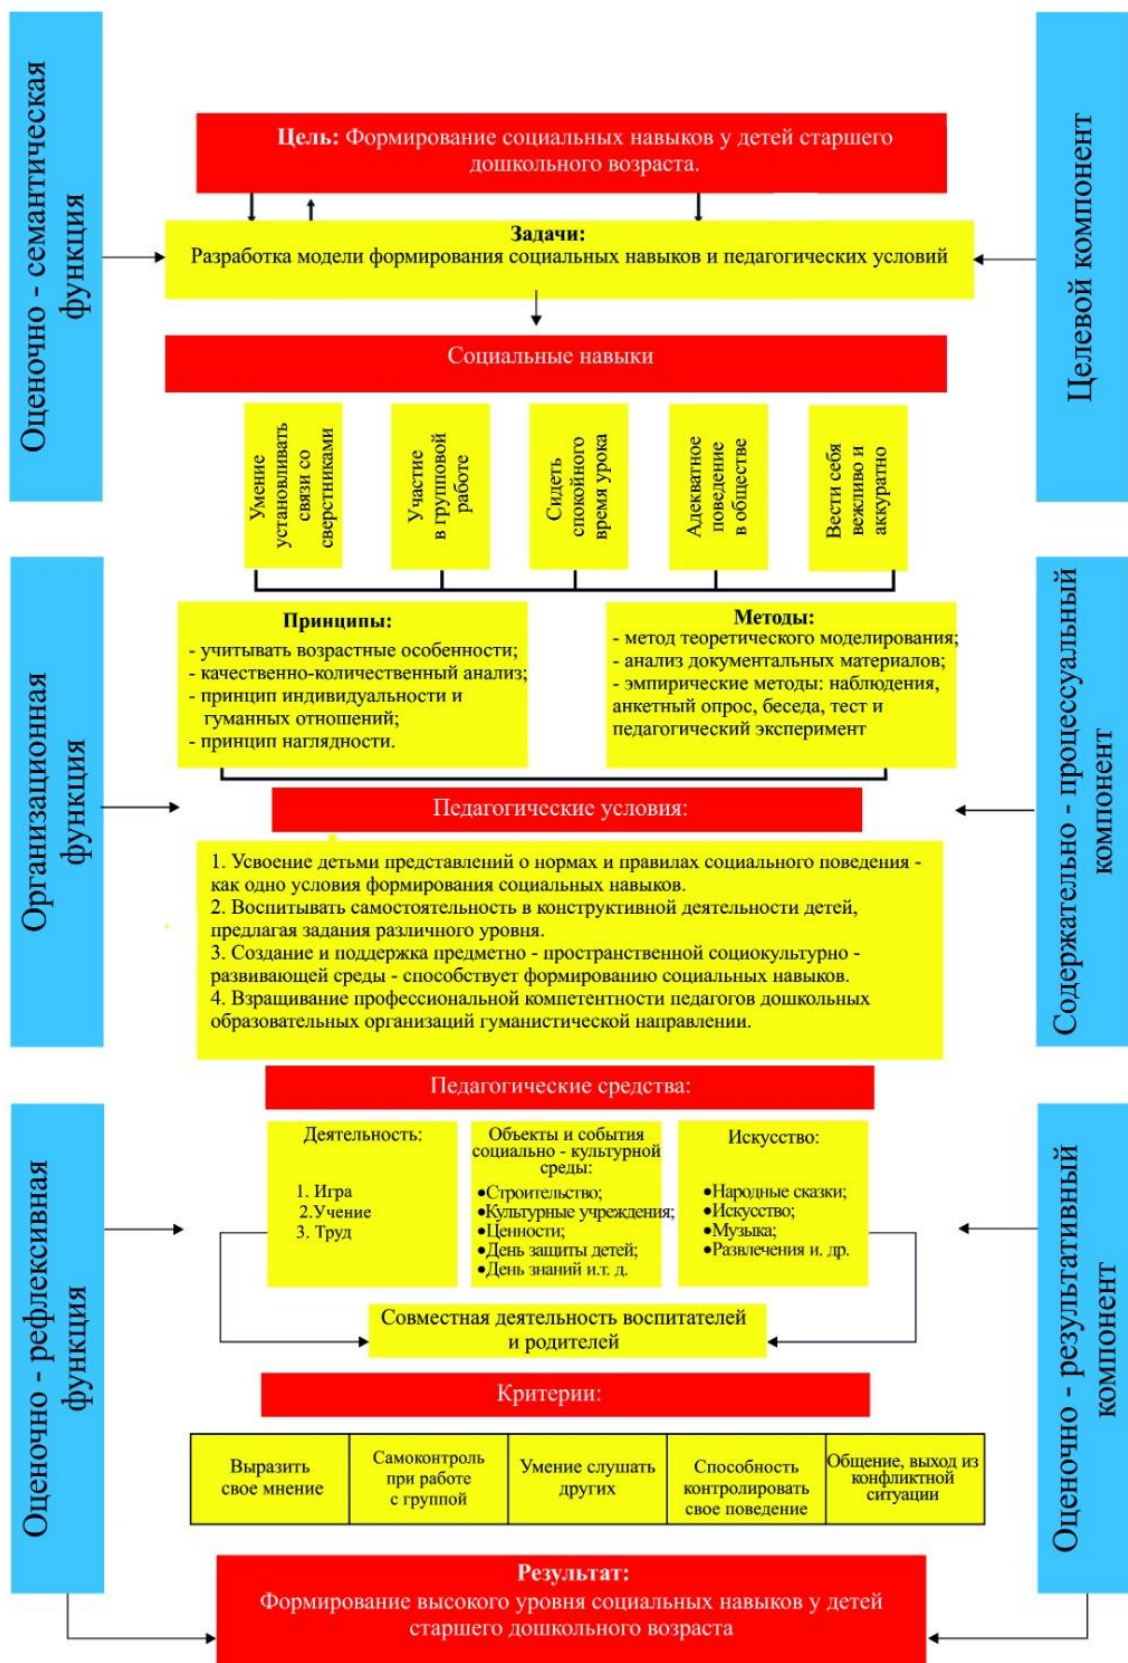 Оценочно - семантическая
функция
Целевой компонент
Цель: Формирование социальных навыков у детей старшего
дошкольного возраста.
Задачи:
Разработка модели формирования социальных навыков и педагогических условий
Социальные навыки
Умение
устанавливать
связи со
сверстниками
Участие
в групповой
работе
Сидеть
спокойного
время урока
Адекватное
поведение
в обществе
Вести себя
вежливо и
аккуратно
Организационная
функция
Содержательно - процессуальный
компонент
Принципы:
- учитывать возрастные особенности;
- качественно-количественный анализ;
- принцип индивидуальности и
гуманных отношений;
- принцип наглядности.
Методы:
- метод теоретического моделирования;
- анализ документальных материалов;
- эмпирические методы: наблюдения,
анкетный опрос, беседа, тест и
педагогический эксперимент
Педагогические условия:
1. Усвоение детьми представлений о нормах и правилах социального поведения -
как одно условия формирования социальных навыков.
2. Воспитывать самостоятельность в конструктивной деятельности детей,
предлагая задания различного уровня.
3. Создание и поддержка предметно - пространственной социокультурно -
развивающей среды - способствует формированию социальных навыков.
4. Взращивание профессиональной компетентности педагогов дошкольных
образовательных организаций гуманистической направлении.
Оценочно - рефлексивная
функция
Оценочно - результативный
компонент
Педагогические средства:
Деятельность:
1. Игра
2.Учение
3. Труд
Объекты и события
социально - культурной
среды:
●Строительство;
●Культурные учреждения;
●Ценности;
●День защиты детей;
●День знаний и.т. д.
Искусство:
●Народные сказки;
●Искусство;
●Музыка;
●Развлечения и. др.
Совместная деятельность воспитателей
и родителей
Критерии:
Выразить
свое мнение
Самоконтроль
при работе
с группой
Умение слушать
других
Способность
контролировать
свое поведение
Общение, выход из
конфликтной
ситуации
Результат:
Формирование высокого уровня социальных навыков у детей
старшего дошкольного возраста